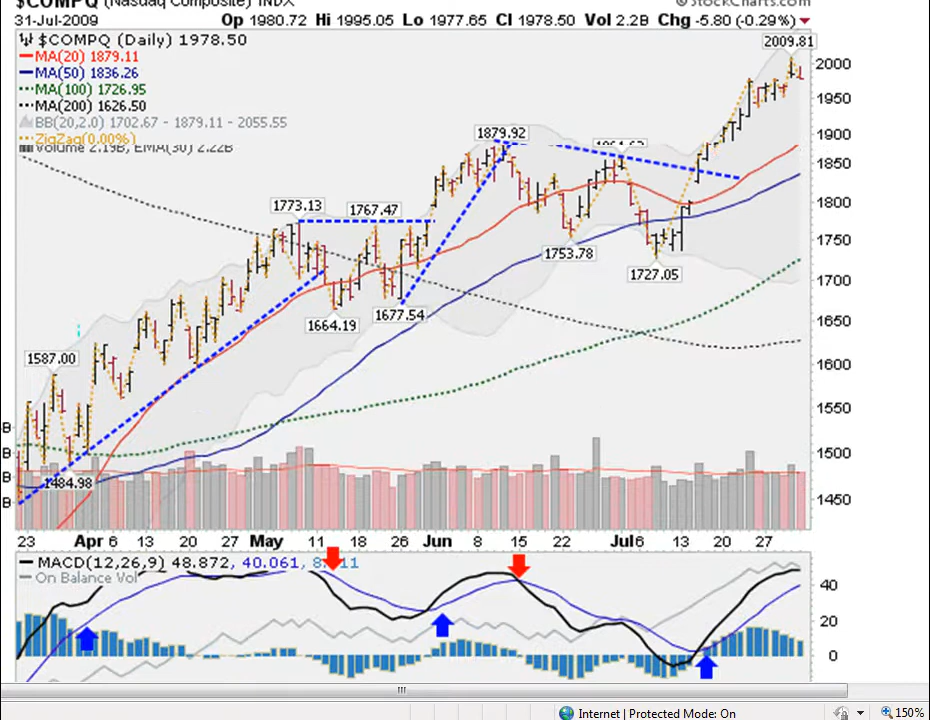 $COMPQ (Nasdaq Composite) INDX
© StockCharts.com
31-Jul-2009
Op 1980.72 Hi 1995.05 Lo 1977.65 Cl 1978.50 Vol 2.2B Chg -5.80 (-0.29%)
$COMPQ (Daily) 1978.50
MA(20) 1879.11
MA(50) 1836.26
MA(100) 1726.95
MA(200) 1626.50
BB(20,2.0) 1702.67 - 1879.11 - 2055.55
ZigZag(0.00%)
Volume 2.19B, EMA(30) 2.22B
2009.81
1879.92
1773.13
1767.47
1753.78
1727.05
1664.19
1677.54
1587.00
1484.98
2000
1950
1900
1850
1800
1750
1700
1650
1600
1550
1500
1450
B
B
B
B
23 Apr 6 13 20 27 May 11 18 26 Jun 8 15 22 Jul 6 13 20 27
MACD(12,26,9) 48.872, 40.061,
On Balance Vol
40
20
0
Internet | Protected Mode: On
150%